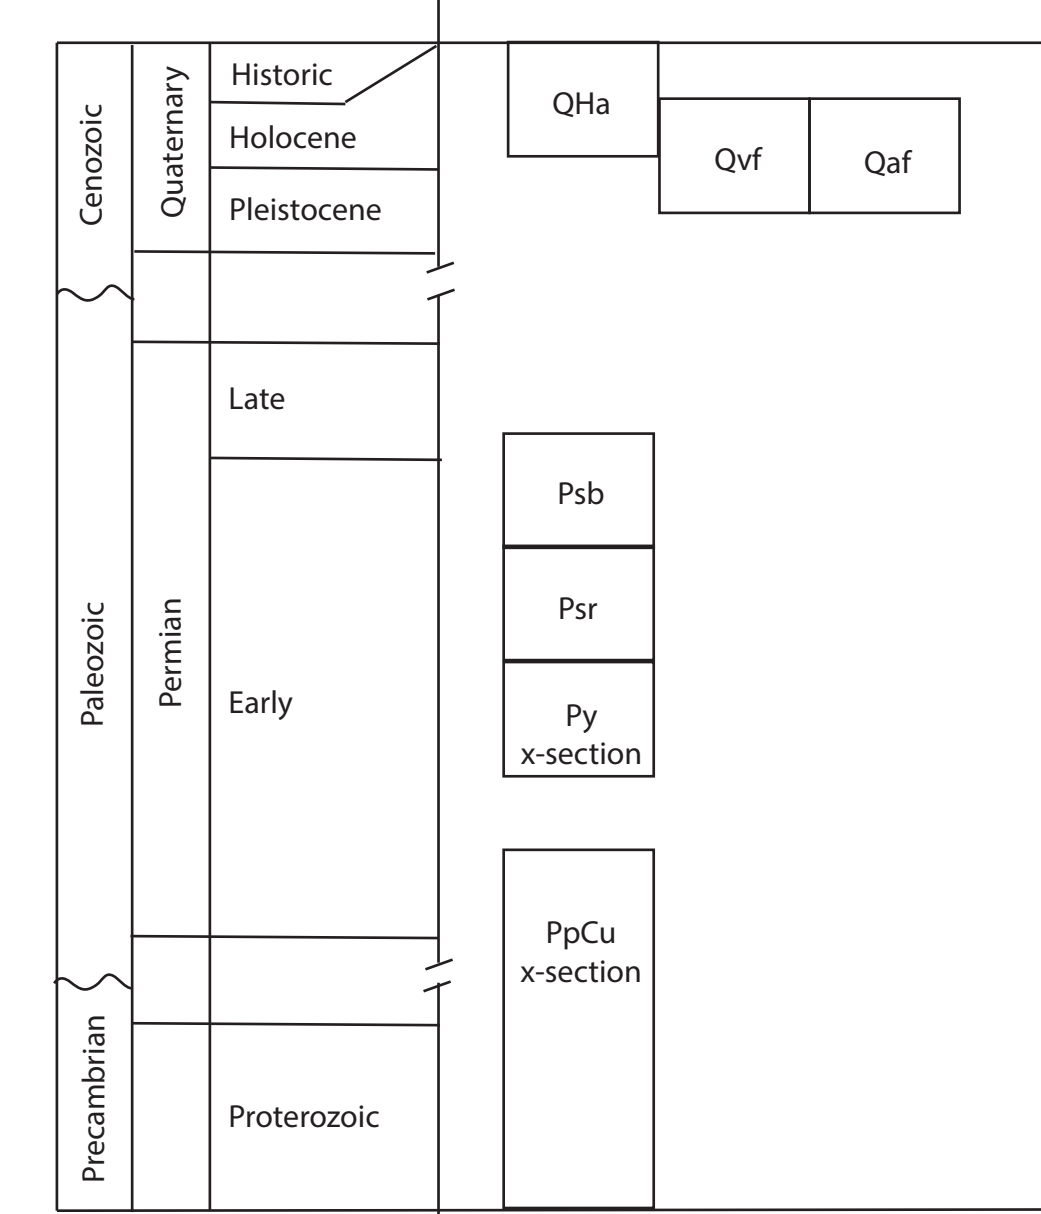 Cenozoic
Quaternary
Historic
Holocene
Pleistocene
QHa
Qvf
Qaf
Paleozoic
Permian
Late
Early
Psb
Psr
Py
x-section
PpCu
x-section
Precambrian
Proterozoic